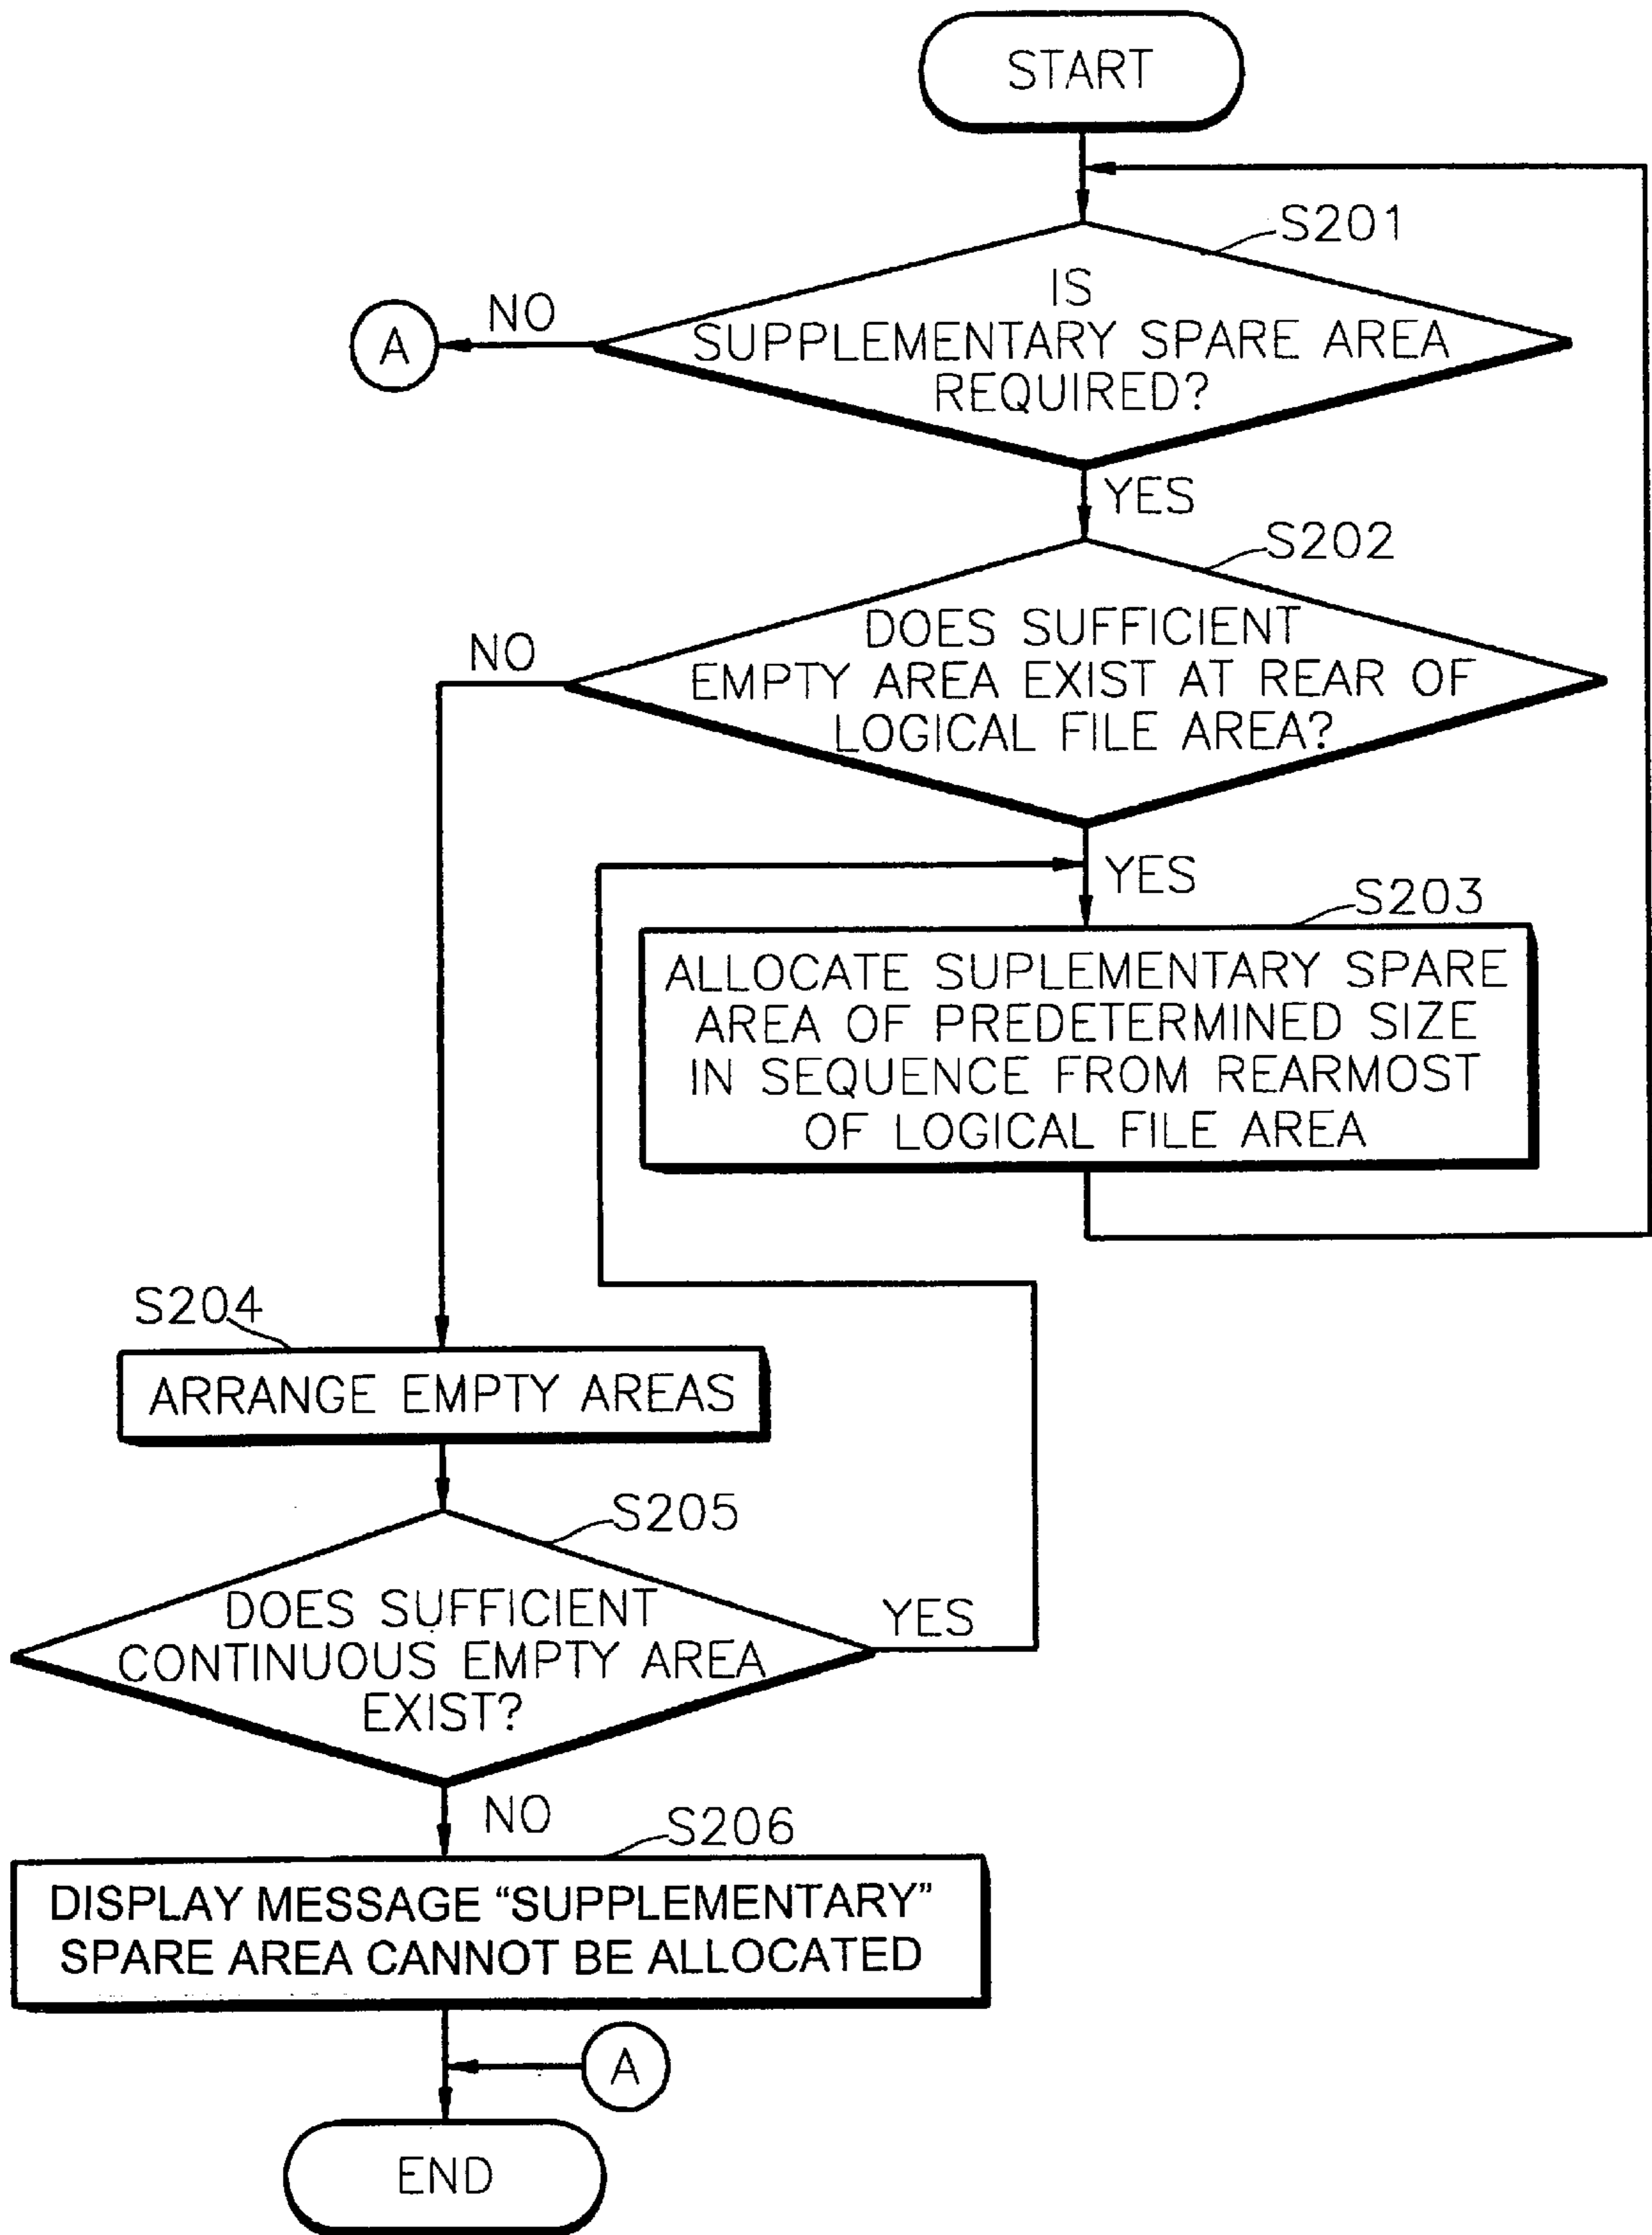 START
S201
IS
SUPPLEMENTARY SPARE AREA
REQUIRED?
NO
A
YES
S202
DOES SUFFICIENT
EMPTY AREA EXIST AT REAR OF
LOGICAL FILE AREA?
NO
YES
S203
ALLOCATE SUPLEMENTARY SPARE
AREA OF PREDETERMINED SIZE
IN SEQUENCE FROM REARMOST
OF LOGICAL FILE AREA
S204
ARRANGE EMPTY AREAS
S205
DOES SUFFICIENT
CONTINUOUS EMPTY AREA
EXIST?
YES
NO
S206
DISPLAY MESSAGE “SUPPLEMENTARY”
SPARE AREA CANNOT BE ALLOCATED
A
END